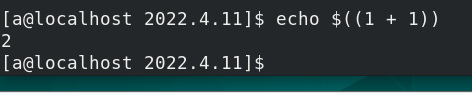 [a@localhost 2022.4.11]$ echo $((1 + 1))
2
[a@localhost 2022.4.11]$